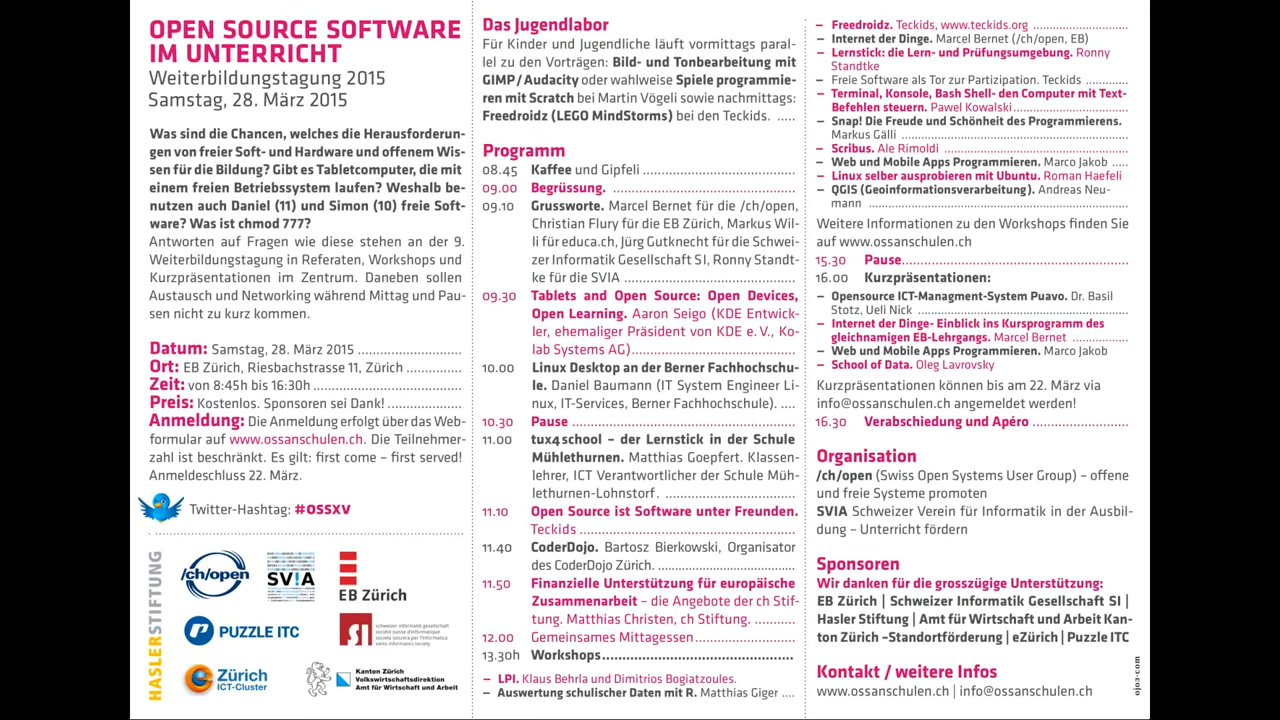 OPEN SOURCE SOFTWARE
IM UNTERRICHT
Weiterbildungstagung 2015
Samstag, 28. März 2015
Was sind die Chancen, welches die Herausforderun-
gen von freier Soft- und Hardware und offenem Wis-
sen für die Bildung? Gibt es Tabletcomputer, die mit
einem freien Betriebssystem laufen? Weshalb be-
nutzen auch Daniel (11) und Simon (10) freie Soft-
ware? Was ist chmod 777?
Antworten auf Fragen wie diese stehen an der 9.
Weiterbildungstagung in Referaten, Workshops und
Kurzpräsentationen im Zentrum. Daneben sollen
Austausch und Networking während Mittag und Pau-
sen nicht zu kurz kommen.
Datum: Samstag, 28. März 2015 ........................
Ort: EB Zürich, Riesbachstrasse 11, Zürich .............
Zeit: von 8:45h bis 16:30h ..................................
Preis: Kostenlos. Sponsoren sei Dank! .................
Anmeldung: Die Anmeldung erfolgt über das Web-
formular auf www.ossanschulen.ch. Die Teilnehmer-
zahl ist beschränkt. Es gilt: first come – first served!
Anmeldeschluss 22. März.
Twitter-Hashtag: #OSSXV
HASLERSTIFTUNG
/ch/open
SV!A
EB Zürich
PUZZLE ITC
SI
schweizer informatik gesellschaft
société suisse d'informatique
società svizzera per l'informatica
swiss informatics society
Zürich
ICT-Cluster
Kanton Zürich
Volkswirtschaftsdirektion
Amt für Wirtschaft und Arbeit
Das Jugendlabor
Für Kinder und Jugendliche läuft vormittags paral-
lel zu den Vorträgen: Bild- und Tonbearbeitung mit
GIMP/Audacity oder wahlweise Spiele programmie-
ren mit Scratch bei Martin Vögeli sowie nachmittags:
Freedroidz (LEGO MindStorms) bei den Teckids. .....
Programm
08.45 Kaffee und Gipfeli ...................................
09.00 Begrüssung. ..........................................
09.10 Grussworte. Marcel Bernet für die /ch/open,
Christian Flury für die EB Zürich, Markus Wil-
li für educa.ch, Jürg Gutknecht für die Schwei-
zer Informatik Gesellschaft SI, Ronny Standt-
ke für die SVIA ........................................
09.30 Tablets and Open Source: Open Devices,
Open Learning. Aaron Seigo (KDE Entwick-
ler, ehemaliger Präsident von KDE e. V., Ko-
lab Systems AG)......................................
10.00 Linux Desktop an der Berner Fachhochschu-
le. Daniel Baumann (IT System Engineer Li-
nux, IT-Services, Berner Fachhochschule). ....
10.30 Pause ....................................................
11.00 tux4school – der Lernstick in der Schule
Mühlethurnen. Matthias Goepfert. Klassen-
lehrer, ICT Verantwortlicher der Schule Müh-
lethurnen-Lohnstorf. ..............................
11.10 Open Source ist Software unter Freunden.
Teckids ..................................................
11.40 CoderDojo. Bartosz Bierkowski, Organisator
des CoderDojo Zürich. ................................
11.50 Finanzielle Unterstützung für europäische
Zusammenarbeit – die Angebote der ch Stif-
tung. Matthias Christen, ch Stiftung. ..........
12.00 Gemeinsames Mittagessen.......................
13.30h Workshops............................................
– LPI. Klaus Behrla und Dimitrios Bogiatzoules.
– Auswertung schulischer Daten mit R. Matthias Giger ....
– Freedroidz. Teckids, www.teckids.org .....................
– Internet der Dinge. Marcel Bernet (/ch/open, EB)
– Lernstick: die Lern- und Prüfungsumgebung. Ronny
Standtke
– Freie Software als Tor zur Partizipation. Teckids ...........
– Terminal, Konsole, Bash Shell- den Computer mit Text-
Befehlen steuern. Pawel Kowalski..........................
– Snap! Die Freude und Schönheit des Programmierens.
Markus Gälli ..................................................
– Scribus. Ale Rimoldi ..........................................
– Web und Mobile Apps Programmieren. Marco Jakob .....
– Linux selber ausprobieren mit Ubuntu. Roman Haefeli
– QGIS (Geoinformationsverarbeitung). Andreas Neu-
mann ..........................................................
Weitere Informationen zu den Workshops finden Sie
auf www.ossanschulen.ch
15.30 Pause.....................................................
16.00 Kurzpräsentationen:
– Opensource ICT-Managment-System Puavo. Dr. Basil
Stotz, Ueli Nick ................................................
– Internet der Dinge- Einblick ins Kursprogramm des
gleichnamigen EB-Lehrgangs. Marcel Bernet ............
– Web und Mobile Apps Programmieren. Marco Jakob
– School of Data. Oleg Lavrovsky
Kurzpräsentationen können bis am 22. März via
info@ossanschulen.ch angemeldet werden!
16.30 Verabschiedung und Apéro ......................
Organisation
/ch/open (Swiss Open Systems User Group) – offene
und freie Systeme promoten
SVIA Schweizer Verein für Informatik in der Ausbil-
dung – Unterricht fördern
Sponsoren
Wir danken für die grosszügige Unterstützung:
EB Zürich | Schweizer Informatik Gesellschaft SI |
Hasler Stiftung | Amt für Wirtschaft und Arbeit Kan-
ton Zürich –Standortförderung | eZürich | Puzzle ITC
Kontakt / weitere Infos
www.ossanschulen.ch | info@ossanschulen.ch
ojo3.com